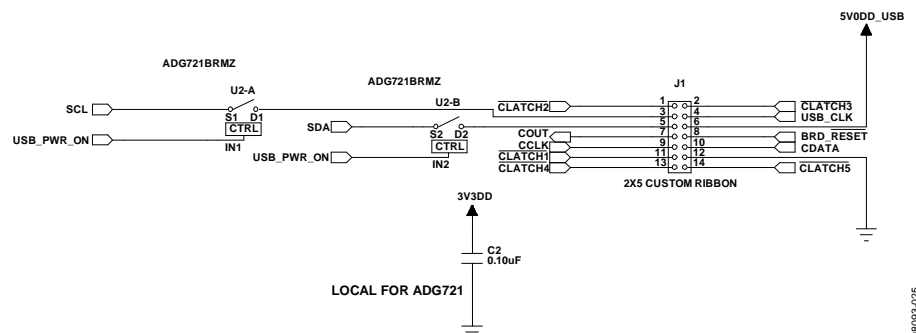 5V0DD_USB
ADG721BRMZ
ADG721BRMZ
U2-A
J1
SCL
S1 D1
CTRL
IN1
USB_PWR_ON
U2-B
SDA
S2 D2
CTRL
IN2
USB_PWR_ON
CLATCH2 1 2 CLATCH3
3 4 USB_CLK
5 6
COUT 7 8 BRD_RESET
CCLK 9 10 CDATA
CLATCH1 11 12
CLATCH4 13 14 CLATCH5
2X5 CUSTOM RIBBON
3V3DD
C2
0.10uF
LOCAL FOR ADG721